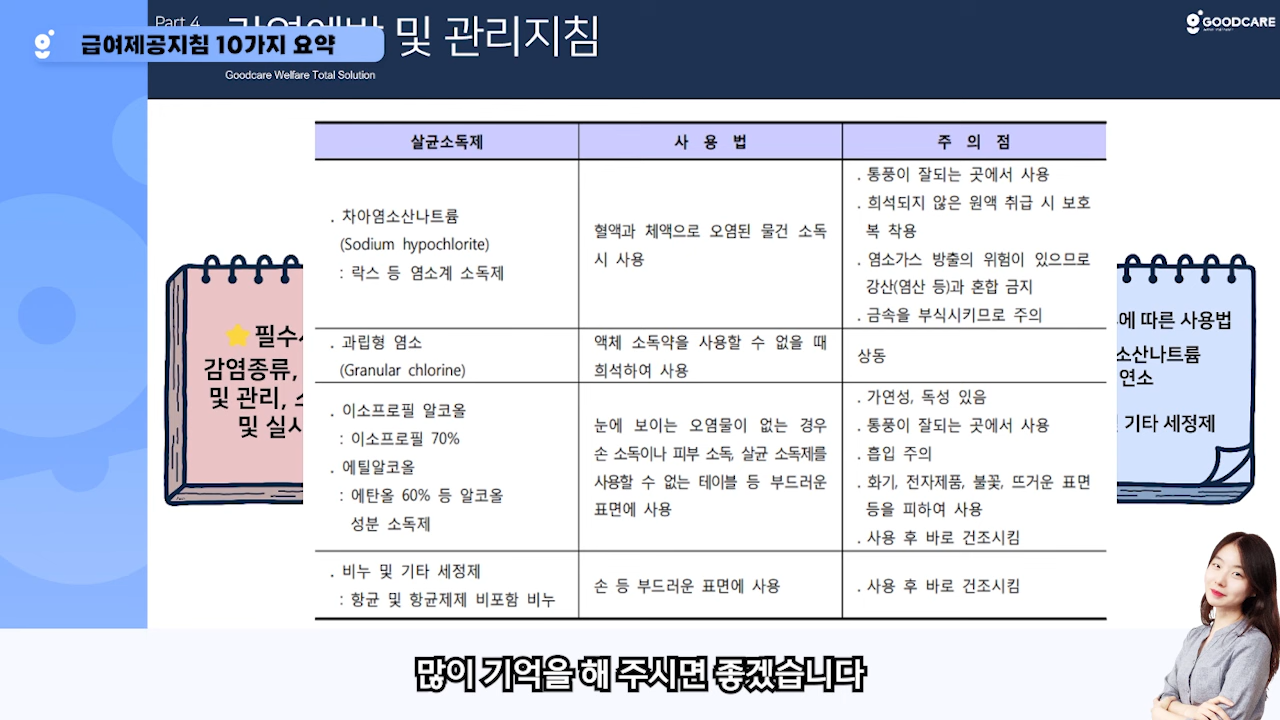 Part 4
급여제공지침 10가지 요약
및 관리지침
Goodcare Welfare Total Solution
GOODCARE
살균소독제
사 용 법
주 의 점
. 차아염소산나트륨
(Sodium hypochlorite)
: 락스 등 염소계 소독제
혈액과 체액으로 오염된 물건 소독
시 사용
. 통풍이 잘되는 곳에서 사용
. 희석되지 않은 원액 취급 시 보호
복 착용
. 염소가스 방출의 위험이 있으므로
강산(염산 등)과 혼합 금지
. 금속을 부식시키므로 주의
. 과립형 염소
(Granular chlorine)
액체 소독약을 사용할 수 없을 때
희석하여 사용
상동
. 이소프로필 알코올
: 이소프로필 70%
. 에틸알코올
: 에탄올 60% 등 알코올
성분 소독제
눈에 보이는 오염물이 없는 경우
손 소독이나 피부 소독, 살균 소독제를
사용할 수 없는 테이블 등 부드러운
표면에 사용
. 가연성, 독성 있음
. 통풍이 잘되는 곳에서 사용
. 흡입 주의
. 화기, 전자제품, 불꽃, 뜨거운 표면
등을 피하여 사용
. 사용 후 바로 건조시킴
. 비누 및 기타 세정제
: 항균 및 항균제제 비포함 비누
손 등 부드러운 표면에 사용
. 사용 후 바로 건조시킴
필수
감염종류,
및 관리,
및 실시
에 따른 사용법
소산나트륨
연소
기타 세정제
많이 기억을 해 주시면 좋겠습니다